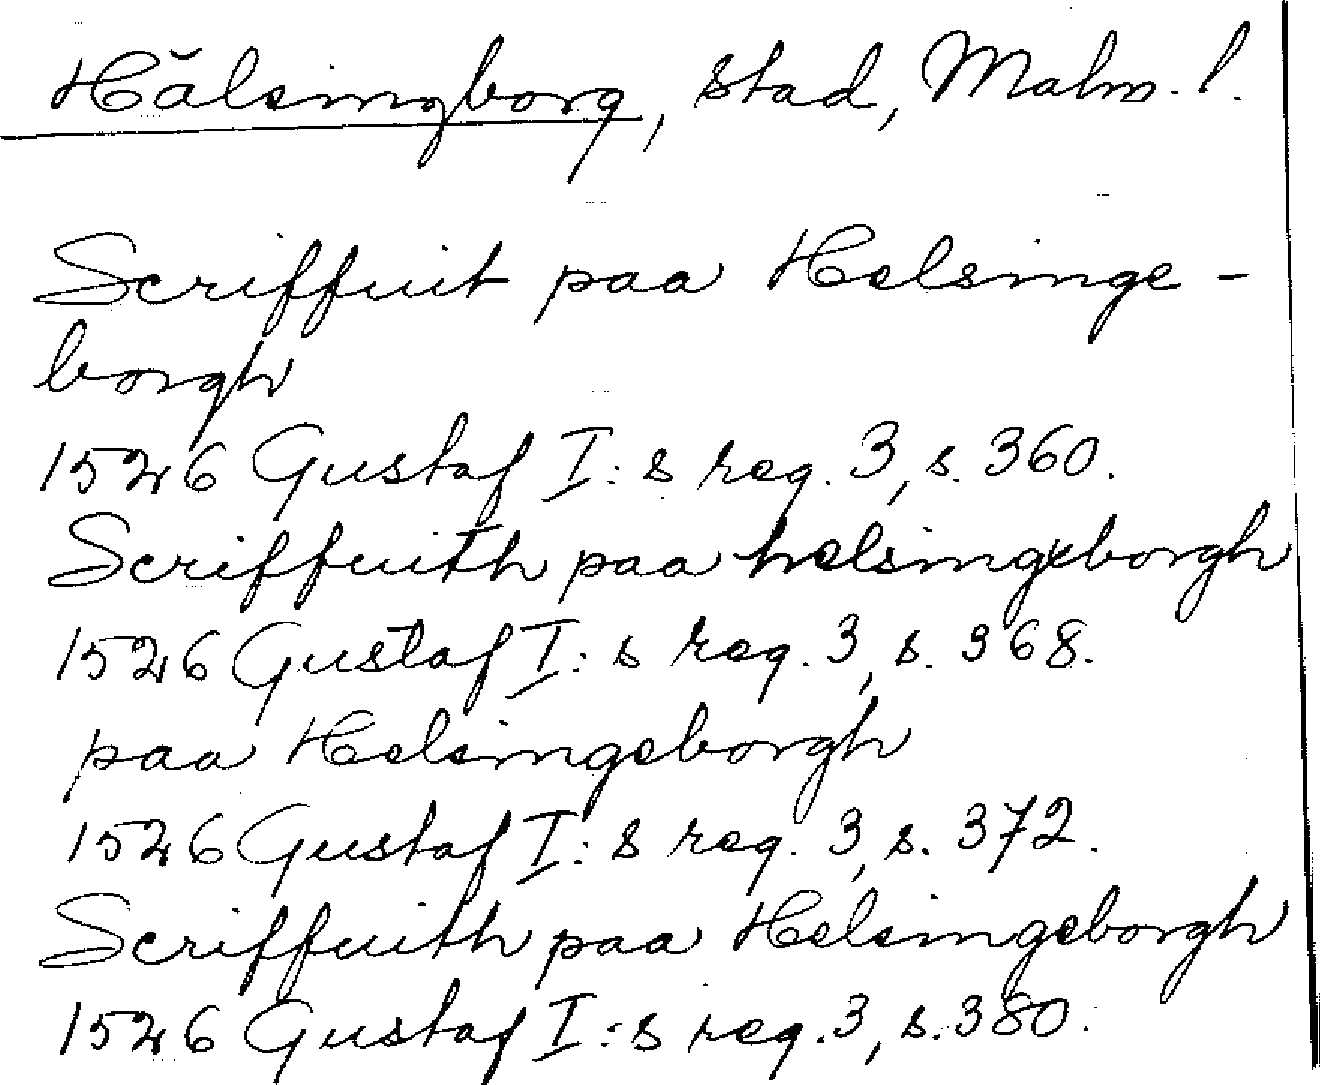 Hälsingborg, stad, Malm. l.
Scriffuit paa Helsinge-
borgh
1526 Gustaf I:s reg. 3, s. 360.
Scriffuith paa helsingeborgh
1526 Gustaf I:s reg. 3, s. 368.
paa Helsingeborgh
1526 Gustaf I:s reg. 3, s. 372.
Scriffuith paa Helsingeborgh
1526 Gustaf I:s reg. 3, s. 380.